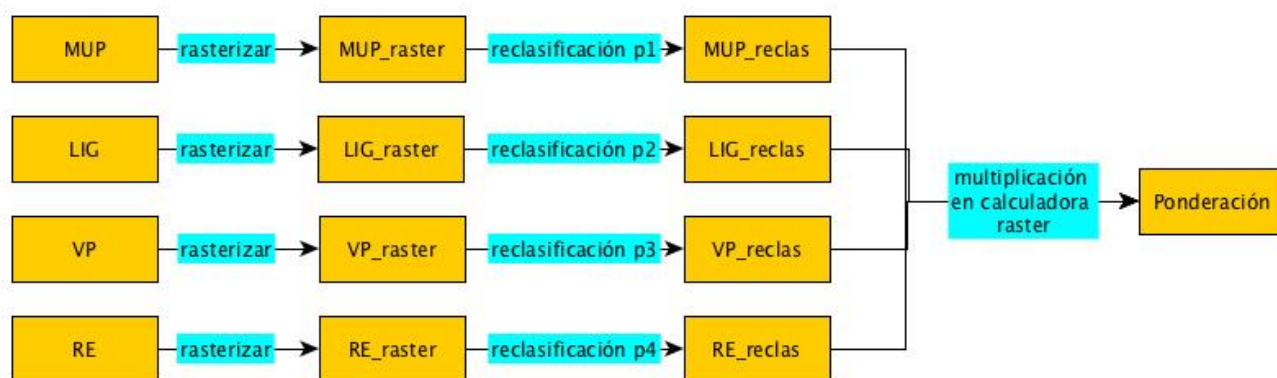 MUP
rasterizar
MUP_raster
reclasificación p1
MUP_reclas
LIG
rasterizar
LIG_raster
reclasificación p2
LIG_reclas
multiplicación
en calculadora
raster
Ponderación
VP
rasterizar
VP_raster
reclasificación p3
VP_reclas
RE
rasterizar
RE_raster
reclasificación p4
RE_reclas